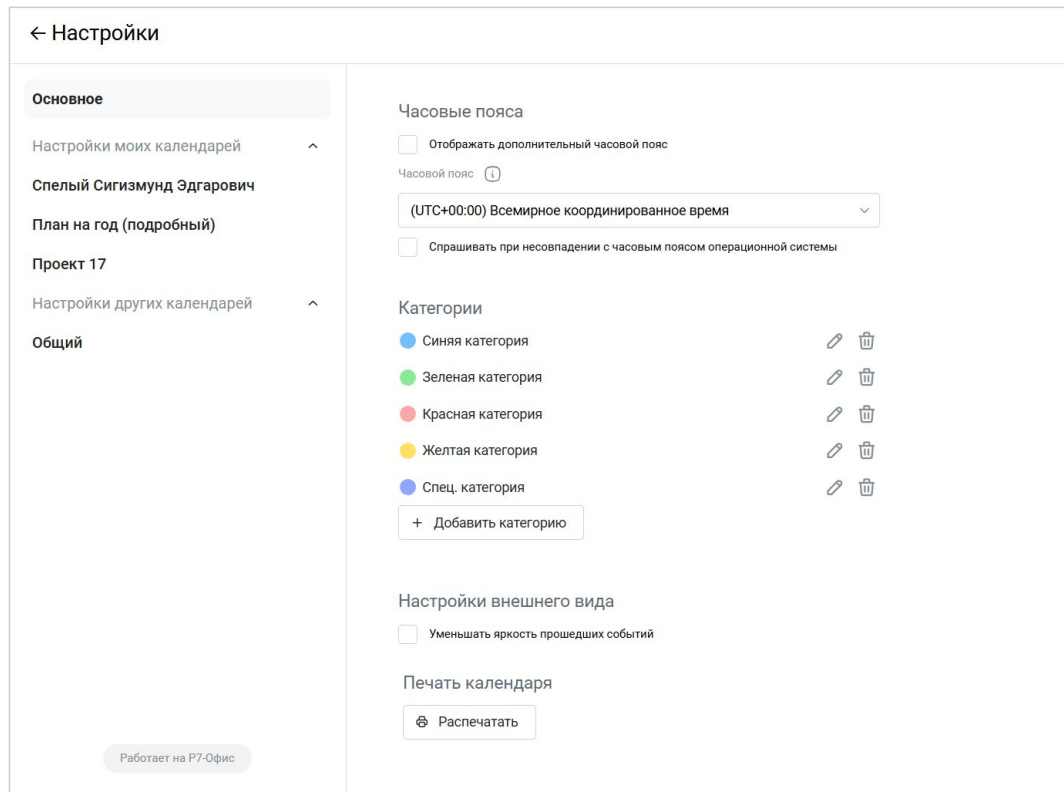 ← Настройки
Основное
Настройки моих календарей
Спелый Сигизмунд Эдгарович
План на год (подробный)
Проект 17
Настройки других календарей
Общий
Работает на Р7-Офис
Часовые пояса
Отображать дополнительный часовой пояс
Часовой пояс
(UTC+00:00) Всемирное координированное время
Спрашивать при несовпадении с часовым поясом операционной системы
Категории
Синяя категория
Зеленая категория
Красная категория
Желтая категория
Спец. категория
+ Добавить категорию
Настройки внешнего вида
Уменьшать яркость прошедших событий
Печать календаря
Распечатать